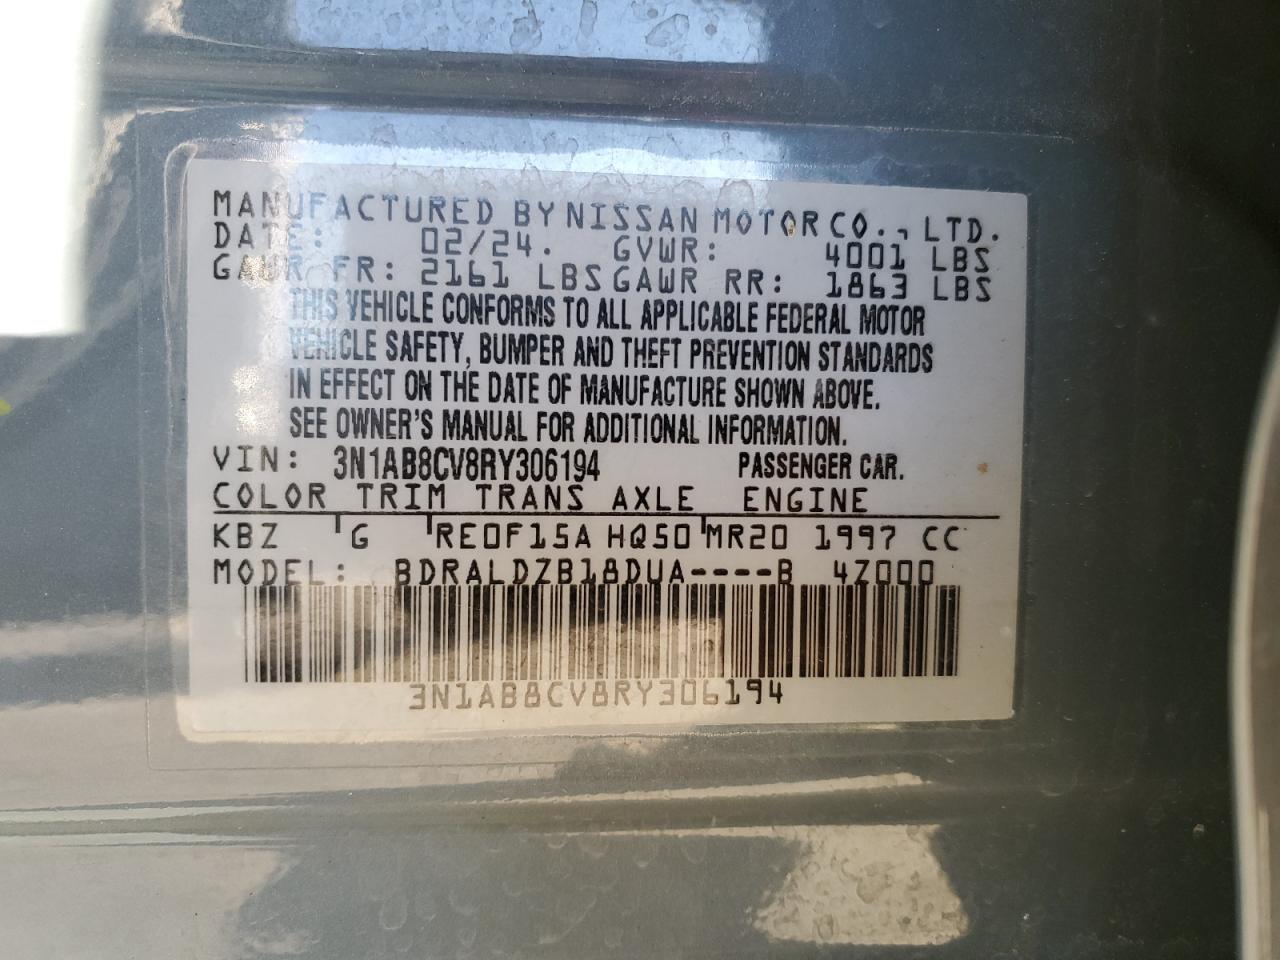 MANUFACTURED BY NISSAN MOTOR CO., LTD.
DATE: 02/24. GVWR: 4001 LBS
GAWR FR: 2161 LBS GAWR RR: 1863 LBS
THIS VEHICLE CONFORMS TO ALL APPLICABLE FEDERAL MOTOR
VEHICLE SAFETY, BUMPER AND THEFT PREVENTION STANDARDS
IN EFFECT ON THE DATE OF MANUFACTURE SHOWN ABOVE.
SEE OWNER'S MANUAL FOR ADDITIONAL INFORMATION.
VIN: 3N1AB8CV8RY306194 PASSENGER CAR.
COLOR TRIM TRANS AXLE ENGINE
KBZ G RE0F15A HQ50 MR20 1997 CC
MODEL: BDRALDZB18DUA----B 4Z000
3N1AB8CV8RY306194